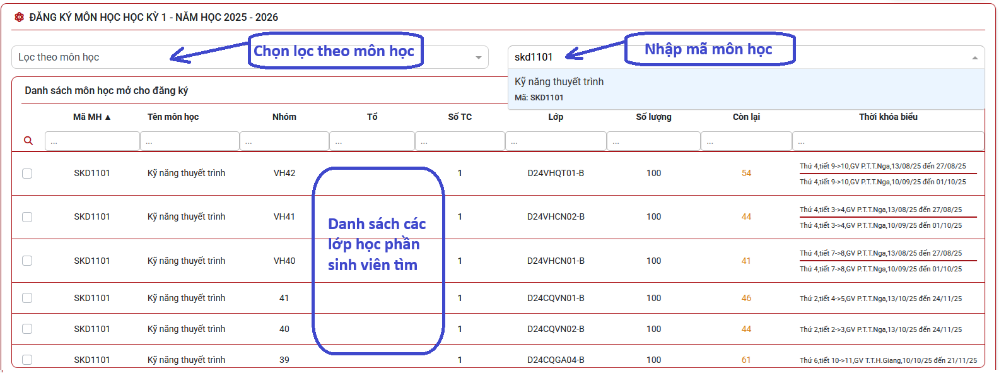 ĐĂNG KÝ MÔN HỌC HỌC KỲ 1 - NĂM HỌC 2025 - 2026
Lọc theo môn học
Chọn lọc theo môn học
skd1101
Nhập mã môn học
Kỹ năng thuyết trình
Mã: SKD1101
Danh sách môn học mở cho đăng ký
Mã MH ▲ Tên môn học Nhóm Tổ Số TC Lớp Số lượng Còn lại Thời khóa biểu
... ... ... ... ... ... ... ... ...
SKD1101 Kỹ năng thuyết trình VH42 1 D24VHQT01-B 100 54 Thứ 4,tiết 9->10,GV P.T.T.Nga,13/08/25 đến 27/08/25
Thứ 4,tiết 9->10,GV P.T.T.Nga,10/09/25 đến 01/10/25
SKD1101 Kỹ năng thuyết trình VH41 1 D24VHCN02-B 100 44 Thứ 4,tiết 3->4,GV P.T.T.Nga,13/08/25 đến 27/08/25
Thứ 4,tiết 3->4,GV P.T.T.Nga,10/09/25 đến 01/10/25
SKD1101 Kỹ năng thuyết trình VH40 1 D24VHCN01-B 100 41 Thứ 4,tiết 7->8,GV P.T.T.Nga,13/08/25 đến 27/08/25
Thứ 4,tiết 7->8,GV P.T.T.Nga,10/09/25 đến 01/10/25
SKD1101 Kỹ năng thuyết trình 41 1 D24CQVN01-B 100 46 Thứ 2,tiết 4->5,GV P.T.T.Nga,13/10/25 đến 24/11/25
SKD1101 Kỹ năng thuyết trình 40 1 D24CQVN02-B 100 44 Thứ 2,tiết 2->3,GV P.T.T.Nga,13/10/25 đến 24/11/25
SKD1101 Kỹ năng thuyết trình 39 1 D24CQGA04-B 100 61 Thứ 6,tiết 10->11,GV T.T.H.Giang,10/10/25 đến 21/11/25
Danh sách các
lớp học phần
sinh viên tìm